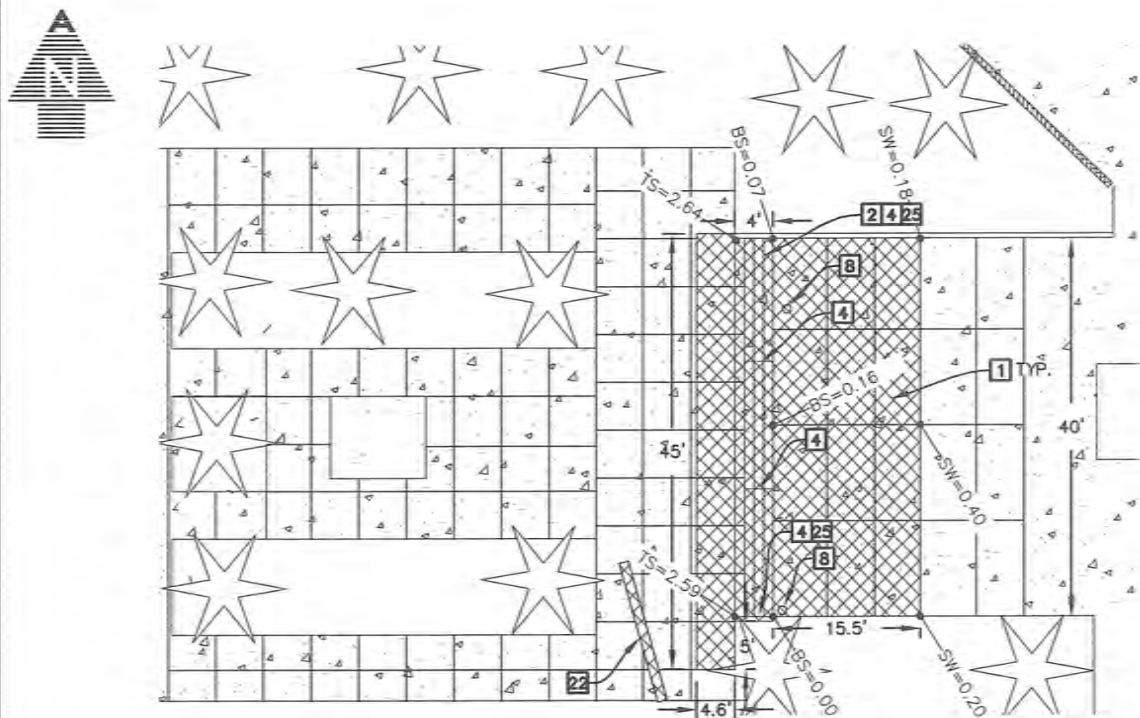 A
N
BS=0.07
SW=0.18
TS=2.64
4'
2 4 25
8
4
1 TYP.
BS=0.16
45'
40'
4
SW=0.40
4 25
TS=2.59
8
15.5'
5'
22
BS=0.00
SW=0.20
4.6'